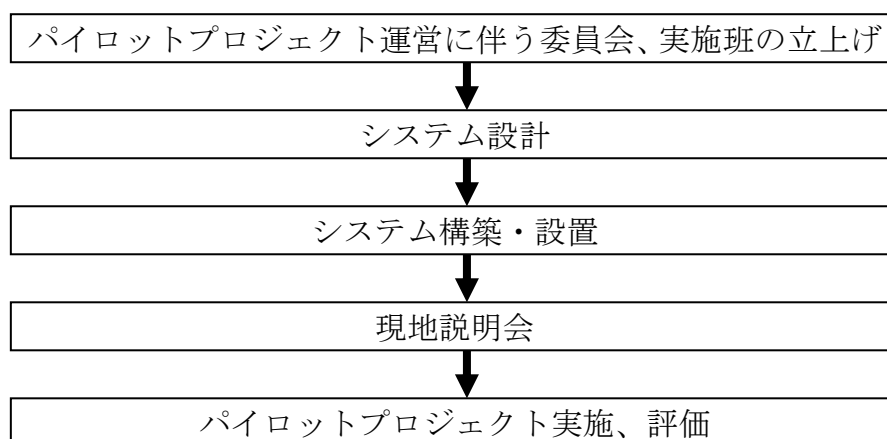 パイロットプロジェクト運営に伴う委員会、実施班の立上げ
システム設計
システム構築・設置
現地説明会
パイロットプロジェクト実施、評価